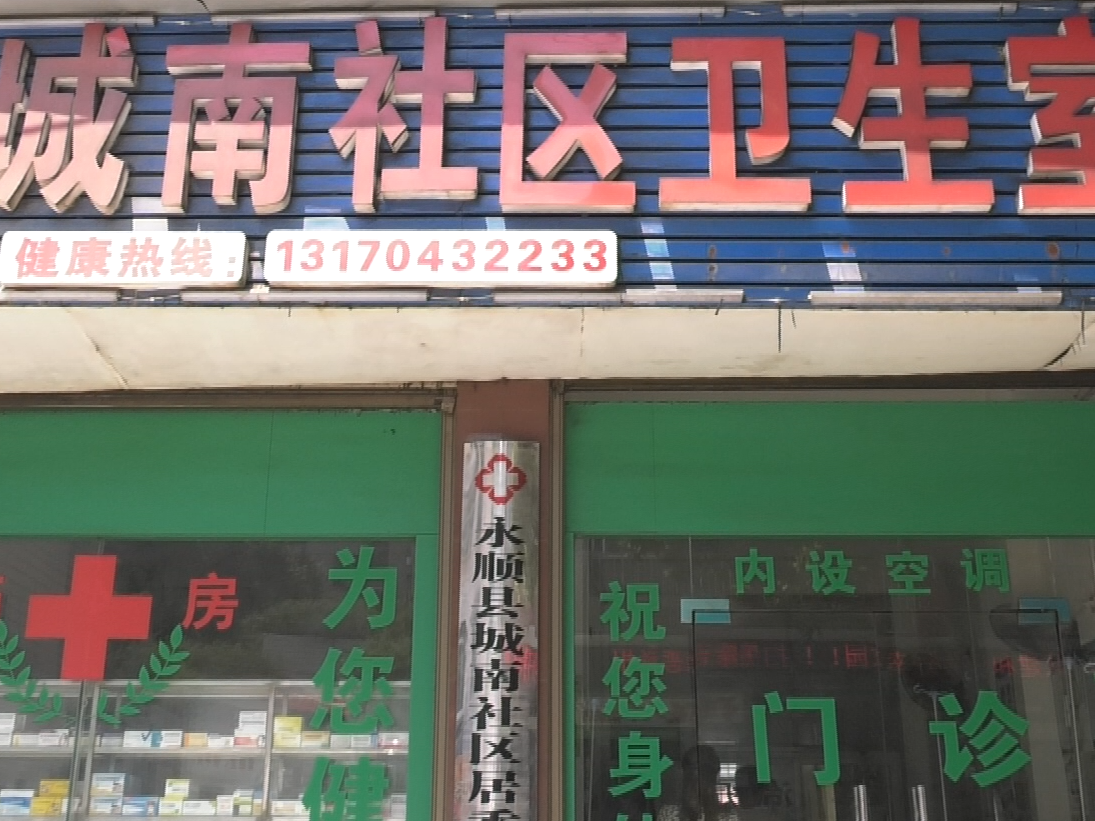 城南社区卫生室
健康热线: 13170432233
房
为您健
永顺县城南社区居委
内设空调
祝您身体
门诊